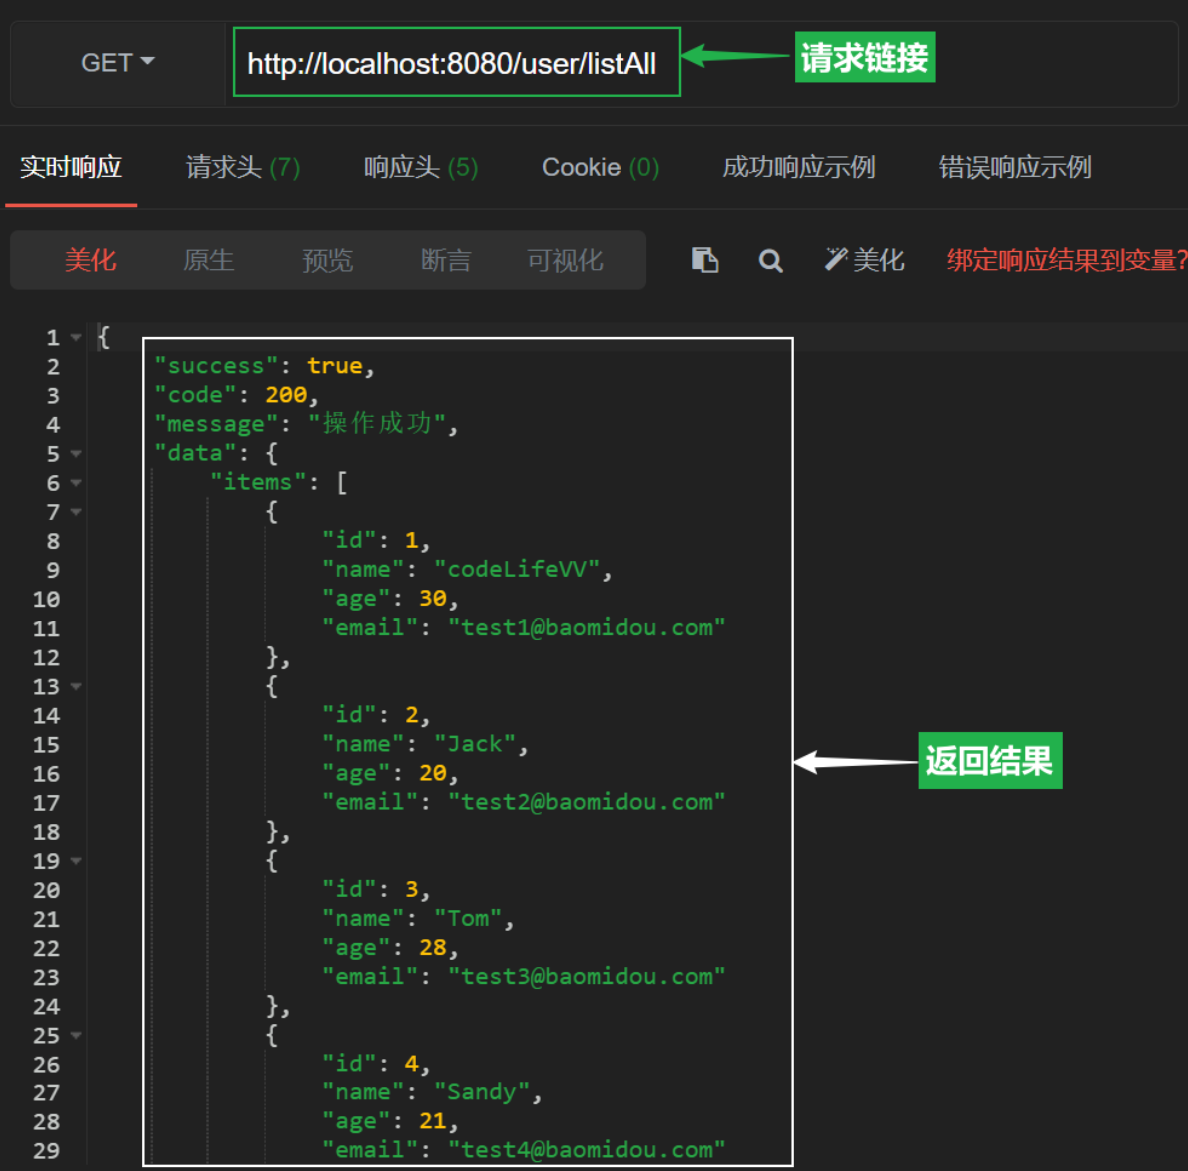 GET http://localhost:8080/user/listAll 请求链接
实时响应 请求头 (7) 响应头 (5) Cookie (0) 成功响应示例 错误响应示例
美化 原生 预览 断言 可视化 美化 绑定响应结果到变量?
1 {
2 "success": true,
3 "code": 200,
4 "message": "操作成功",
5 "data": {
6 "items": [
7 {
8 "id": 1,
9 "name": "codeLifeVV",
10 "age": 30,
11 "email": "test1@baomidou.com"
12 },
13 {
14 "id": 2,
15 "name": "Jack",
16 "age": 20,
返回结果
17 "email": "test2@baomidou.com"
18 },
19 {
20 "id": 3,
21 "name": "Tom",
22 "age": 28,
23 "email": "test3@baomidou.com"
24 },
25 {
26 "id": 4,
27 "name": "Sandy",
28 "age": 21,
29 "email": "test4@baomidou.com"